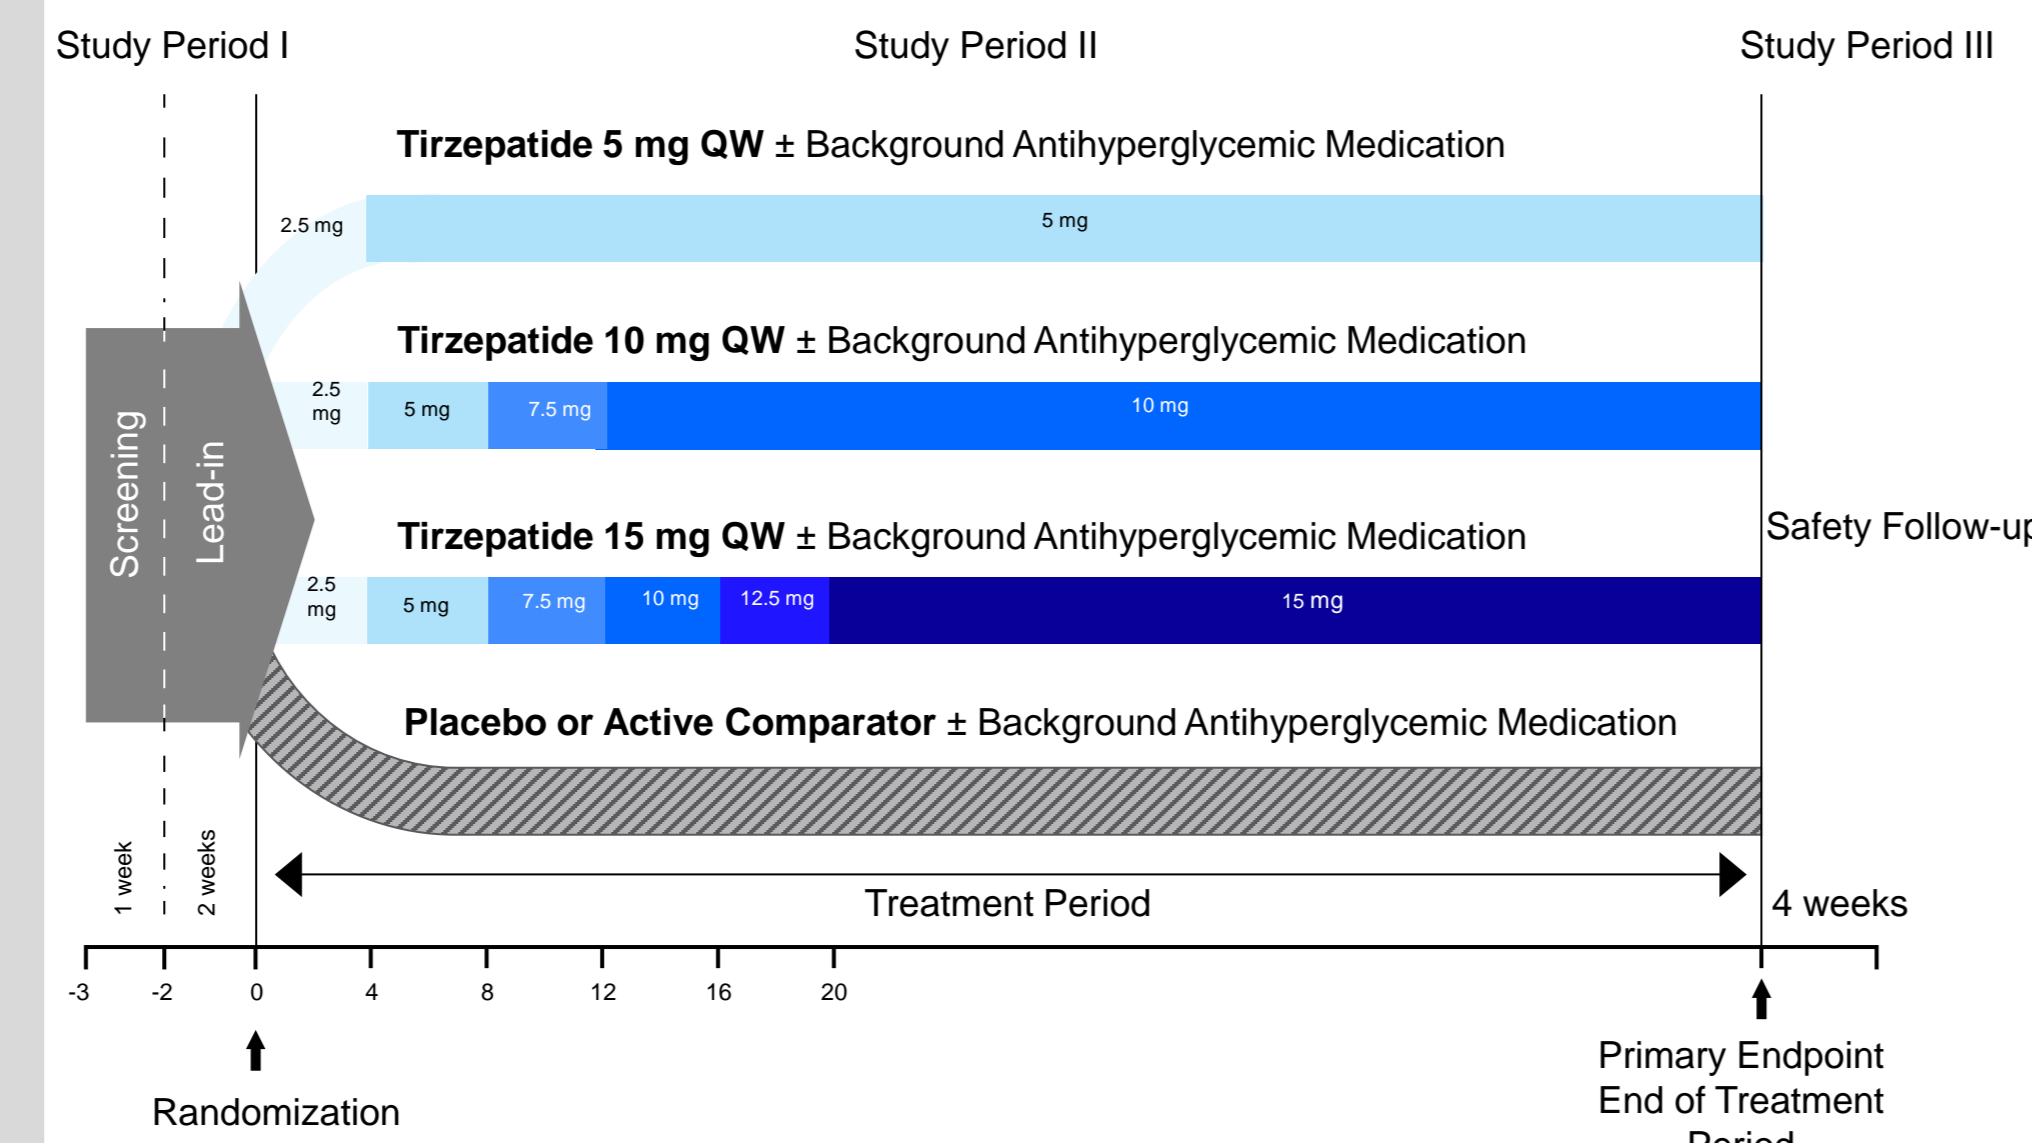 Study Period I
Study Period II
Study Period III
Tirzepatide 5 mg QW ± Background Antihyperglycemic Medication
2.5 mg
5 mg
Tirzepatide 10 mg QW ± Background Antihyperglycemic Medication
2.5
mg
5 mg
7.5 mg
10 mg
Screening
Lead-in
Tirzepatide 15 mg QW ± Background Antihyperglycemic Medication
Safety Follow-up
2.5
mg
5 mg
7.5 mg
10 mg
12.5 mg
15 mg
Placebo or Active Comparator ± Background Antihyperglycemic Medication
1 week
2 weeks
Treatment Period
4 weeks
-3
-2
0
4
8
12
16
20
Randomization
Primary Endpoint
End of Treatment
Period